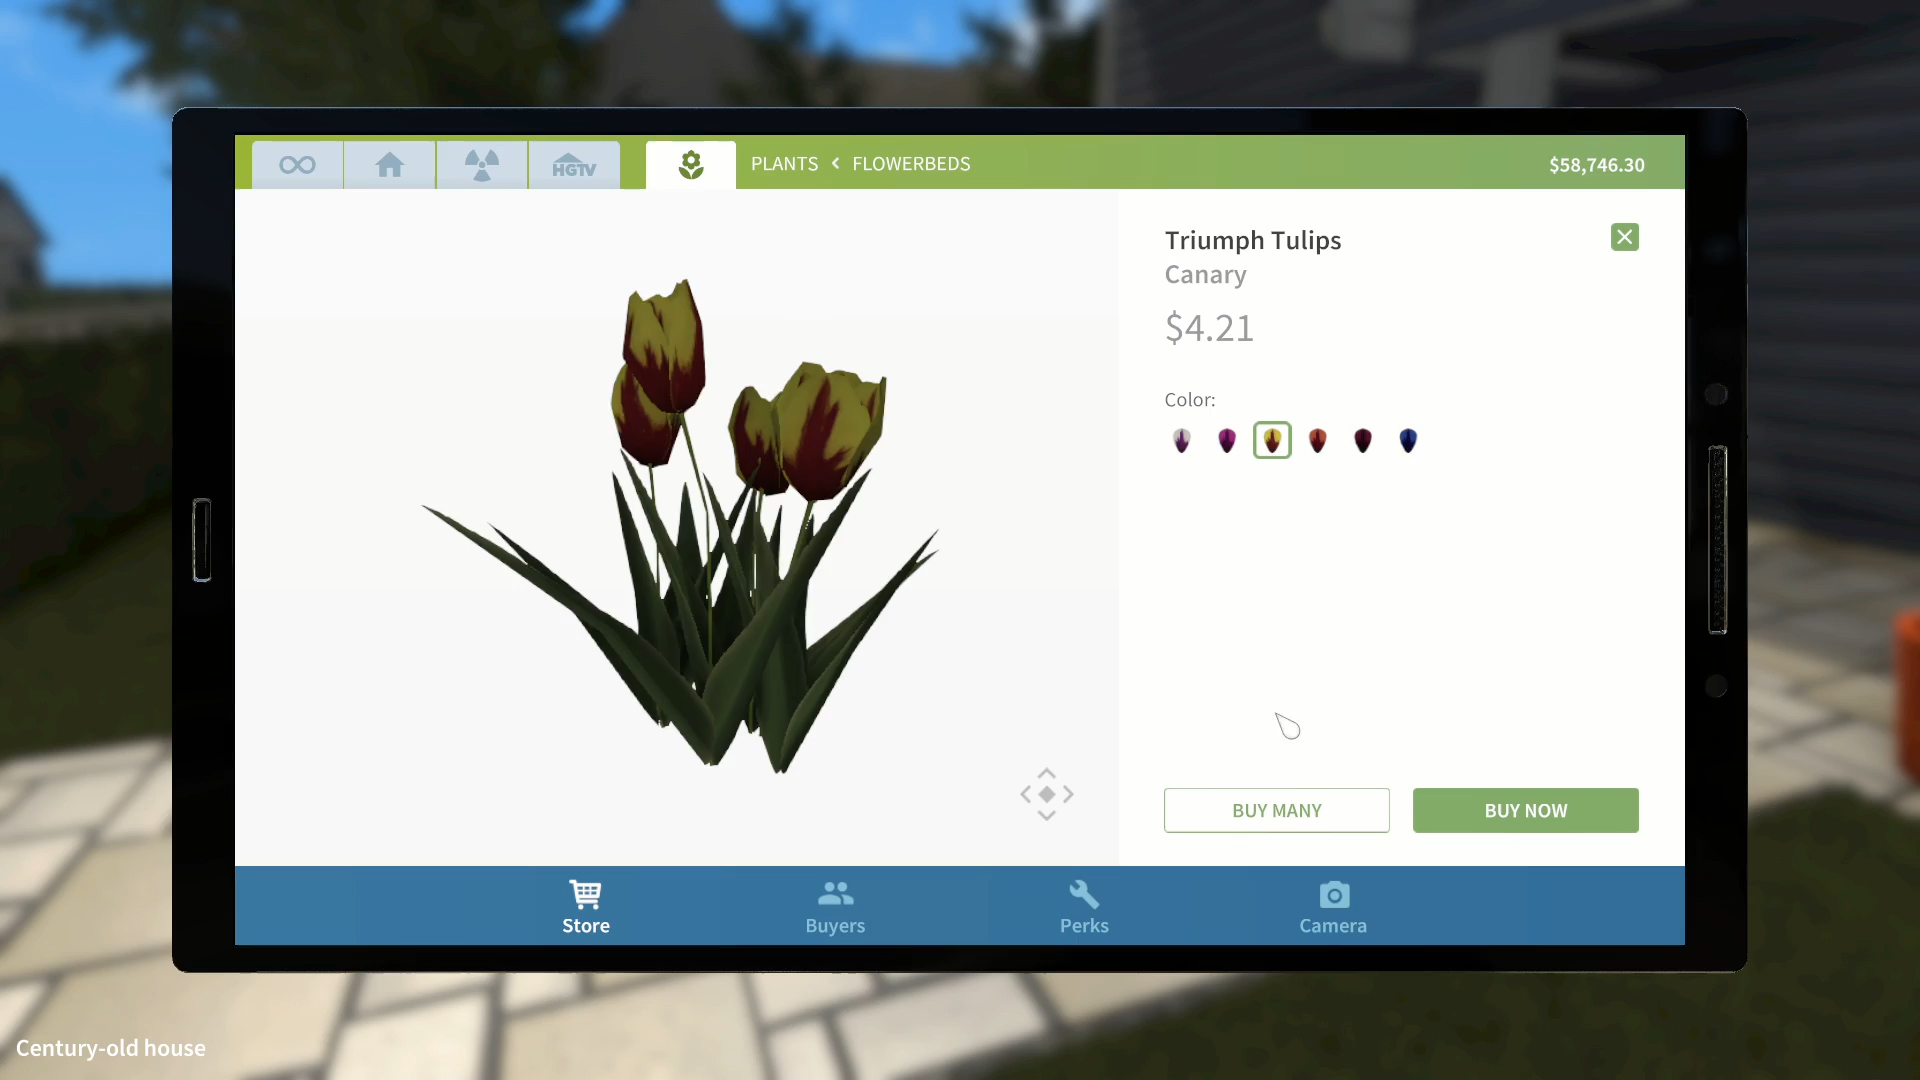 HGTV
PLANTS < FLOWERBEDS
$58,746.30
Triumph Tulips
Canary
$4.21
Color:
BUY MANY
BUY NOW
Store
Buyers
Perks
Camera
Century-old house